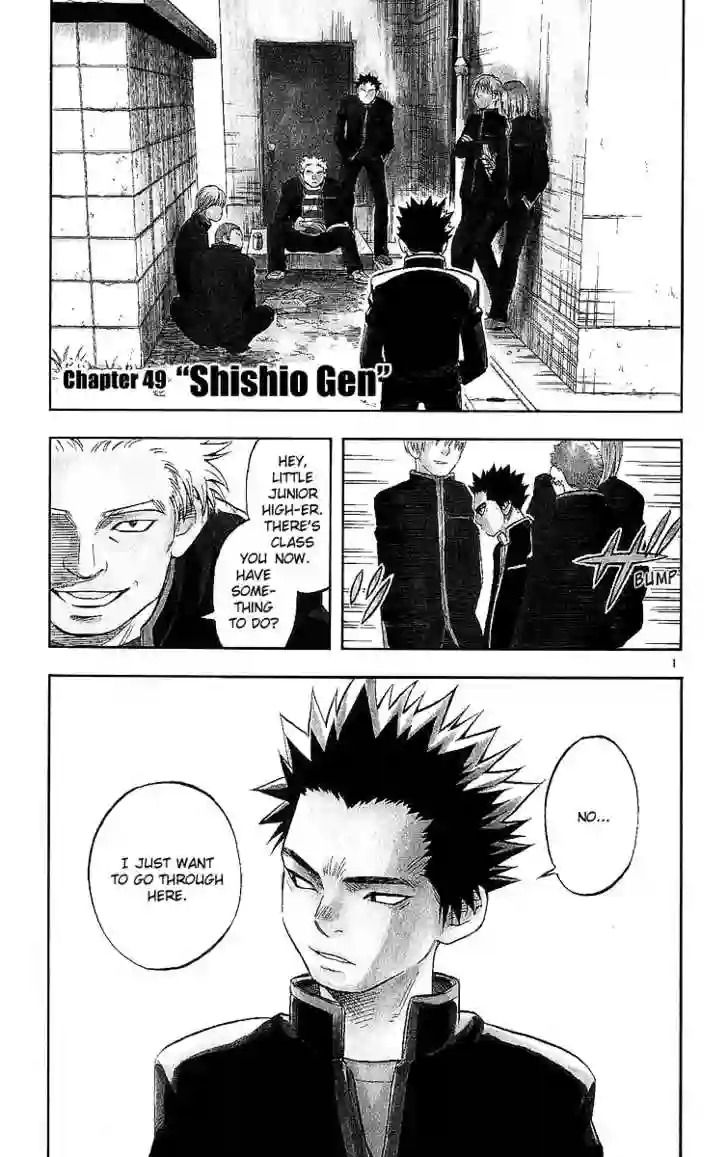 Chapter 49 "Shishio Gen"
BUMP
HEY,
LITTLE
JUNIOR
HIGH-ER.
THERE'S
CLASS
YOU NOW.
HAVE
SOME-
THING
TO DO?
1
NO...
I JUST WANT
TO GO THROUGH
HERE.